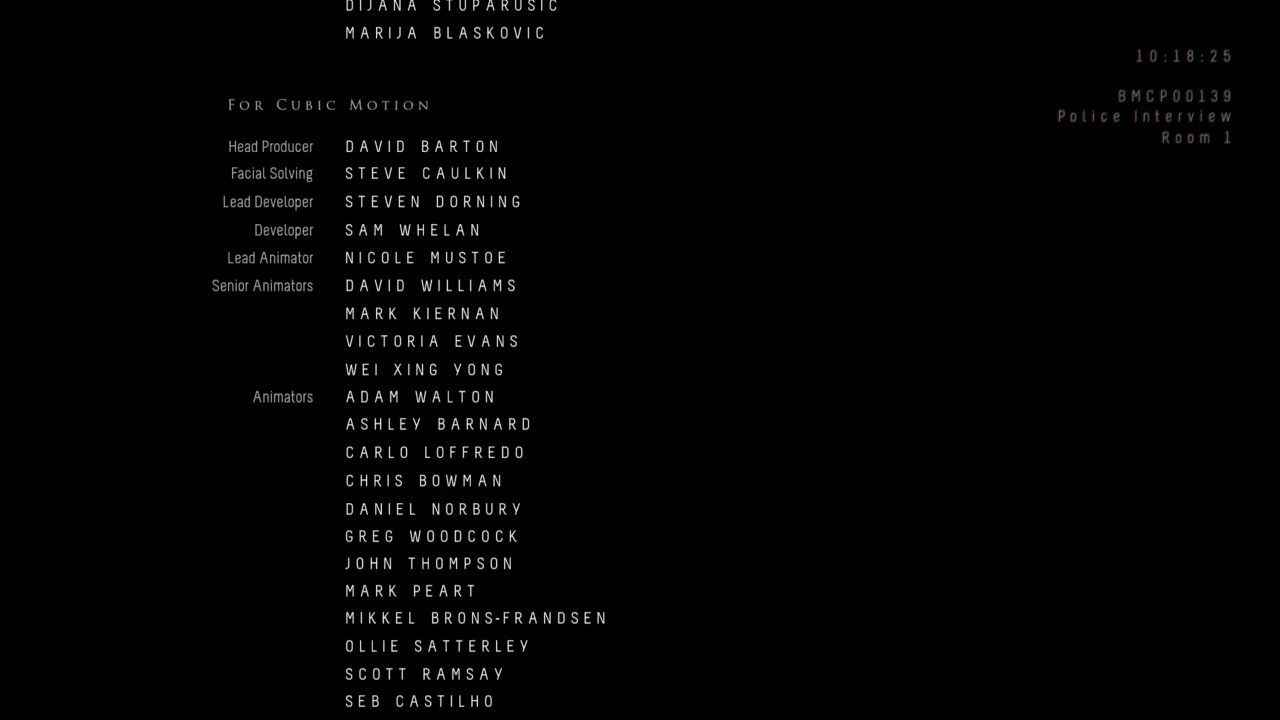 DIJANA STUPARUSIC
MARIJA BLASKOVIC
10:18:25
BMCP00139
Police Interview
Room 1
FOR CUBIC MOTION
Head Producer DAVID BARTON
Facial Solving STEVE CAULKIN
Lead Developer STEVEN DORNING
Developer SAM WHELAN
Lead Animator NICOLE MUSTOE
Senior Animators DAVID WILLIAMS
MARK KIERNAN
VICTORIA EVANS
WEI XING YONG
Animators ADAM WALTON
ASHLEY BARNARD
CARLO LOFFREDO
CHRIS BOWMAN
DANIEL NORBURY
GREG WOODCOCK
JOHN THOMPSON
MARK PEART
MIKKEL BRONS-FRANDSEN
OLLIE SATTERLEY
SCOTT RAMSAY
SEB CASTILHO